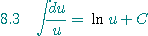 8.3 ∫ du/u = ln u + C